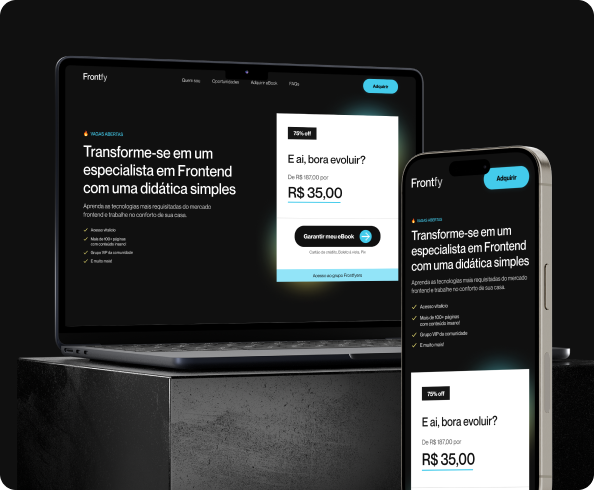 Frontfy
Quem sou
Oportunidades
Adquirir eBook
FAQs
Adquirir
🔥 VAGAS ABERTAS
Transforme-se em um
especialista em Frontend
com uma didática simples
Aprenda as tecnologias mais requisitadas do mercado
frontend e trabalhe no conforto de sua casa.
Acesso vitalício
Mais de 100+ páginas
com conteúdo insano!
Grupo VIP da comunidade
E muito mais!
75% off
E ai, bora evoluir?
De R$ 187,00 por
R$ 35,00
Garantir meu eBook
Cartão de crédito, Boleto à vista, Pix
Acesso ao grupo Frontfyers
Frontfy
Adquirir
🔥 VAGAS ABERTAS
Transforme-se em um
especialista em Frontend
com uma didática simples
Aprenda as tecnologias mais requisitadas do mercado
frontend e trabalhe no conforto de sua casa.
Acesso vitalício
Mais de 100+ páginas
com conteúdo insano!
Grupo VIP da comunidade
E muito mais!
75% off
E ai, bora evoluir?
De R$ 187,00 por
R$ 35,00